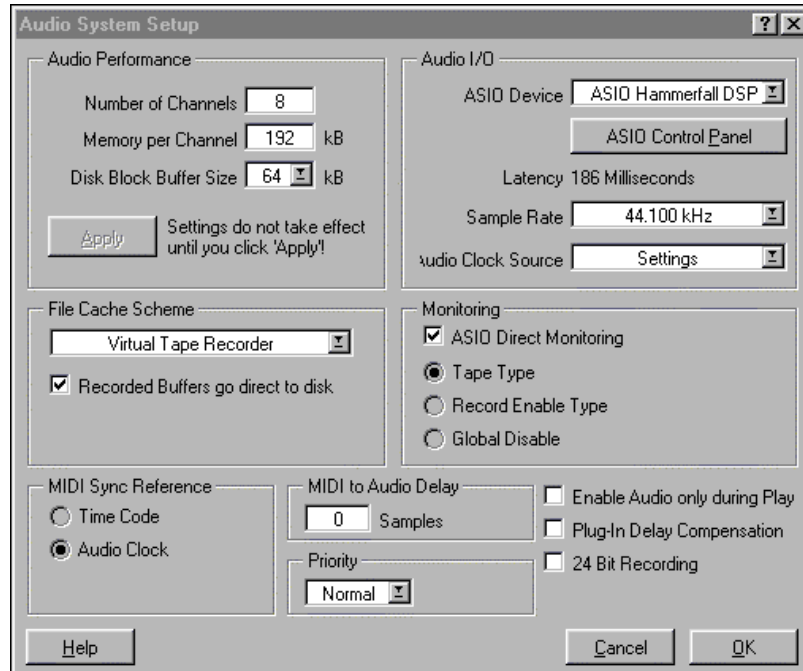 Audio System Setup
Audio Performance
Number of Channels 8
Memory per Channel 192 kB
Disk Block Buffer Size 64 kB
Apply
Settings do not take effect
until you click 'Apply'!
Audio I/O
ASIO Device ASIO Hammerfall DSP
ASIO Control Panel
Latency 186 Milliseconds
Sample Rate 44.100 kHz
Audio Clock Source Settings
File Cache Scheme
Virtual Tape Recorder
Recorded Buffers go direct to disk
Monitoring
ASIO Direct Monitoring
Tape Type
Record Enable Type
Global Disable
MIDI Sync Reference
Time Code
Audio Clock
MIDI to Audio Delay
0 Samples
Priority
Normal
Enable Audio only during Play
Plug-In Delay Compensation
24 Bit Recording
Help
Cancel
OK